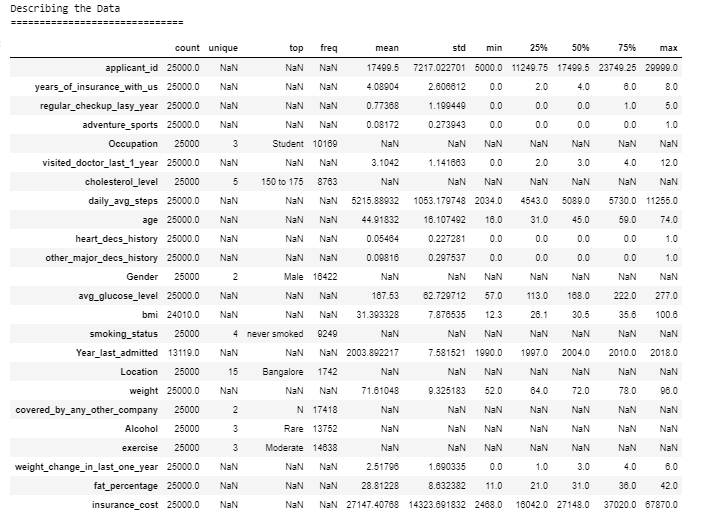 Describing the Data
==============================
count unique top freq mean std min 25% 50% 75% max
applicant_id 25000.0 NaN NaN NaN 17499.5 7217.022701 5000.0 11249.75 17499.5 23749.25 29999.0
years_of_insurance_with_us 25000.0 NaN NaN NaN 4.08904 2.606612 0.0 2.0 4.0 6.0 8.0
regular_checkup_lasy_year 25000.0 NaN NaN NaN 0.77368 1.199449 0.0 0.0 0.0 1.0 5.0
adventure_sports 25000.0 NaN NaN NaN 0.08172 0.273943 0.0 0.0 0.0 0.0 1.0
Occupation 25000 3 Student 10169 NaN NaN NaN NaN NaN NaN NaN
visited_doctor_last_1_year 25000.0 NaN NaN NaN 3.1042 1.141663 0.0 2.0 3.0 4.0 12.0
cholesterol_level 25000 5 150 to 175 8763 NaN NaN NaN NaN NaN NaN NaN
daily_avg_steps 25000.0 NaN NaN NaN 5215.88932 1053.179748 2034.0 4543.0 5089.0 5730.0 11255.0
age 25000.0 NaN NaN NaN 44.91832 16.107492 16.0 31.0 45.0 59.0 74.0
heart_decs_history 25000.0 NaN NaN NaN 0.05464 0.227281 0.0 0.0 0.0 0.0 1.0
other_major_decs_history 25000.0 NaN NaN NaN 0.09816 0.297537 0.0 0.0 0.0 0.0 1.0
Gender 25000 2 Male 16422 NaN NaN NaN NaN NaN NaN NaN
avg_glucose_level 25000.0 NaN NaN NaN 167.53 62.729712 57.0 113.0 168.0 222.0 277.0
bmi 24010.0 NaN NaN NaN 31.393328 7.876535 12.3 26.1 30.5 35.6 100.6
smoking_status 25000 4 never smoked 9249 NaN NaN NaN NaN NaN NaN NaN
Year_last_admitted 13119.0 NaN NaN NaN 2003.892217 7.581521 1990.0 1997.0 2004.0 2010.0 2018.0
Location 25000 15 Bangalore 1742 NaN NaN NaN NaN NaN NaN NaN
weight 25000.0 NaN NaN NaN 71.61048 9.325183 52.0 64.0 72.0 78.0 96.0
covered_by_any_other_company 25000 2 N 17418 NaN NaN NaN NaN NaN NaN NaN
Alcohol 25000 3 Rare 13752 NaN NaN NaN NaN NaN NaN NaN
exercise 25000 3 Moderate 14638 NaN NaN NaN NaN NaN NaN NaN
weight_change_in_last_one_year 25000.0 NaN NaN NaN 2.51796 1.690335 0.0 1.0 3.0 4.0 6.0
fat_percentage 25000.0 NaN NaN NaN 28.81228 8.632382 11.0 21.0 31.0 36.0 42.0
insurance_cost 25000.0 NaN NaN NaN 27147.40768 14323.691832 2468.0 16042.0 27148.0 37020.0 67870.0